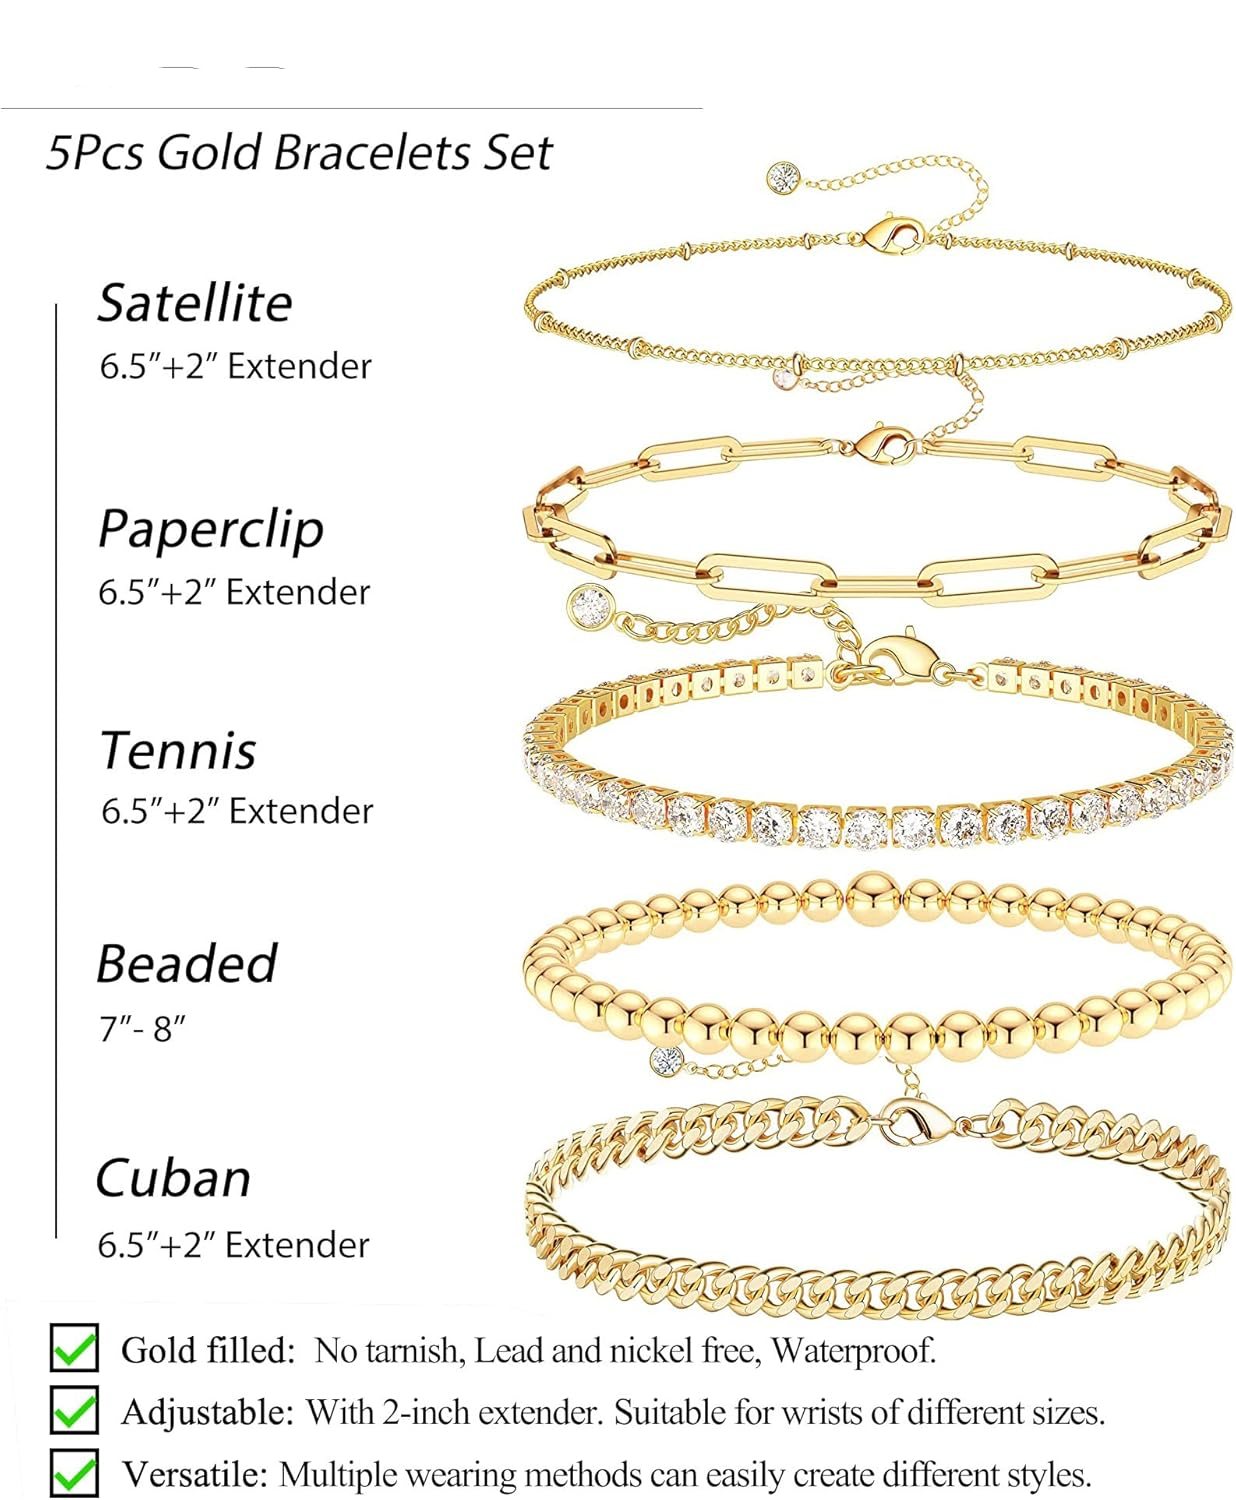 5Pcs Gold Bracelets Set
Satellite
6.5”+2” Extender
Paperclip
6.5”+2” Extender
Tennis
6.5”+2” Extender
Beaded
7”- 8”
Cuban
6.5”+2” Extender
Gold filled: No tarnish, Lead and nickel free, Waterproof.
Adjustable: With 2-inch extender. Suitable for wrists of different sizes.
Versatile: Multiple wearing methods can easily create different styles.